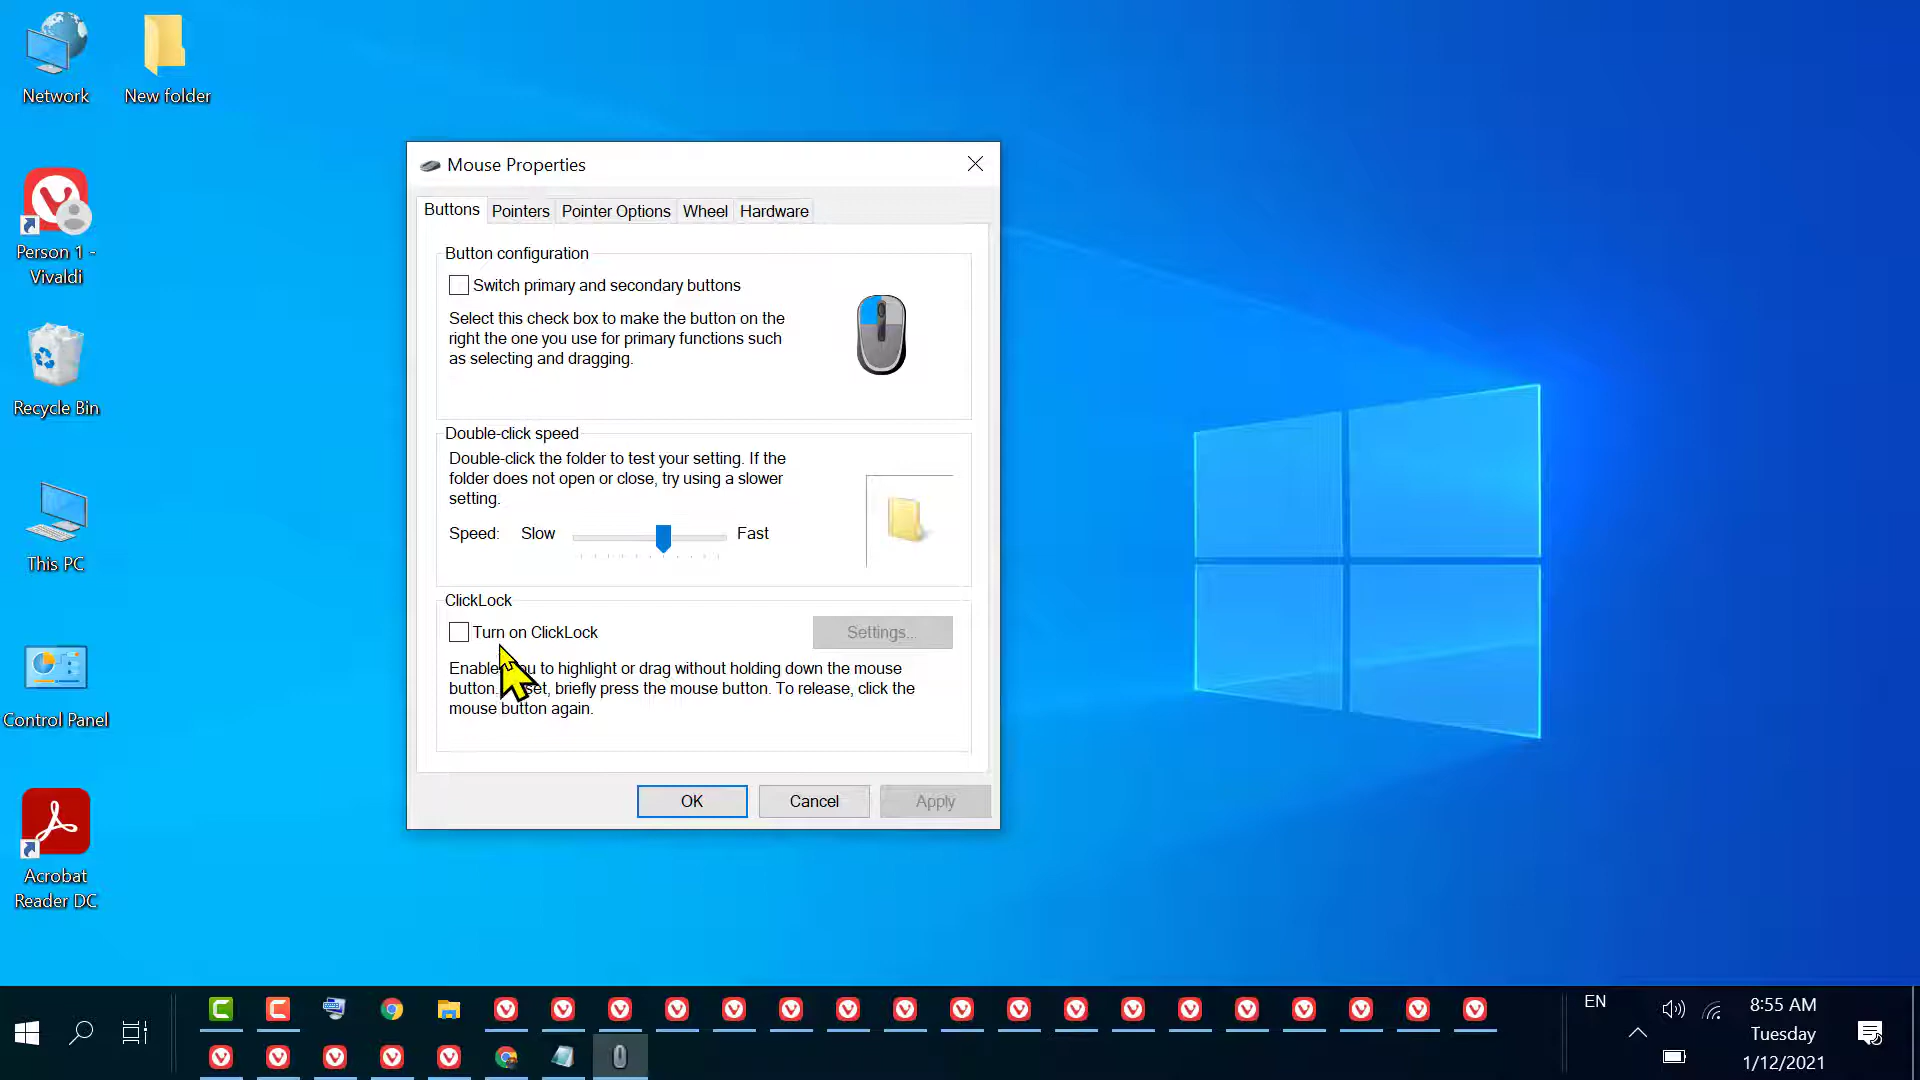 Network
New folder
Person 1 -
Vivaldi
Recycle Bin
This PC
Control Panel
Acrobat
Reader DC
Mouse Properties
Buttons
Pointers
Pointer Options
Wheel
Hardware
Button configuration
Switch primary and secondary buttons
Select this check box to make the button on the
right the one you use for primary functions such
as selecting and dragging.
Double-click speed
Double-click the folder to test your setting. If the
folder does not open or close, try using a slower
setting.
Speed: Slow Fast
ClickLock
Turn on ClickLock
Settings...
Enables you to highlight or drag without holding down the mouse
button. To set, briefly press the mouse button. To release, click the
mouse button again.
OK
Cancel
Apply
EN
8:55 AM
Tuesday
1/12/2021